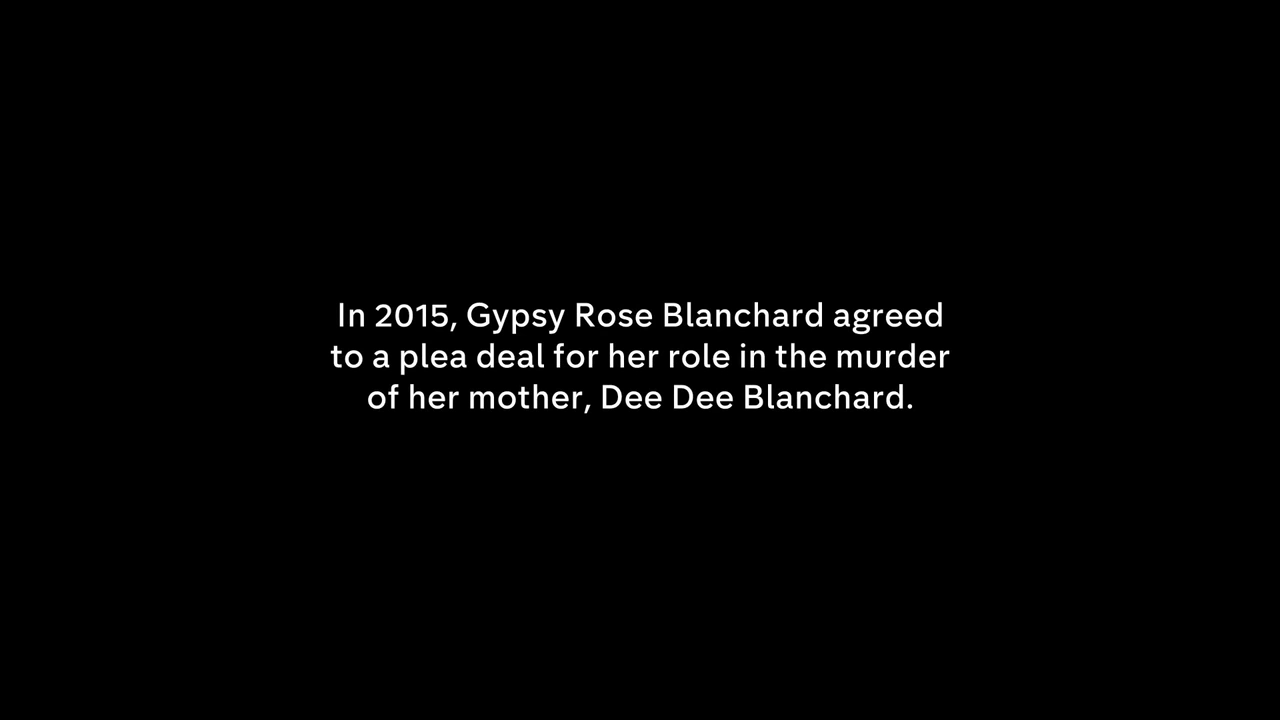 In 2015, Gypsy Rose Blanchard agreed
to a plea deal for her role in the murder
of her mother, Dee Dee Blanchard.